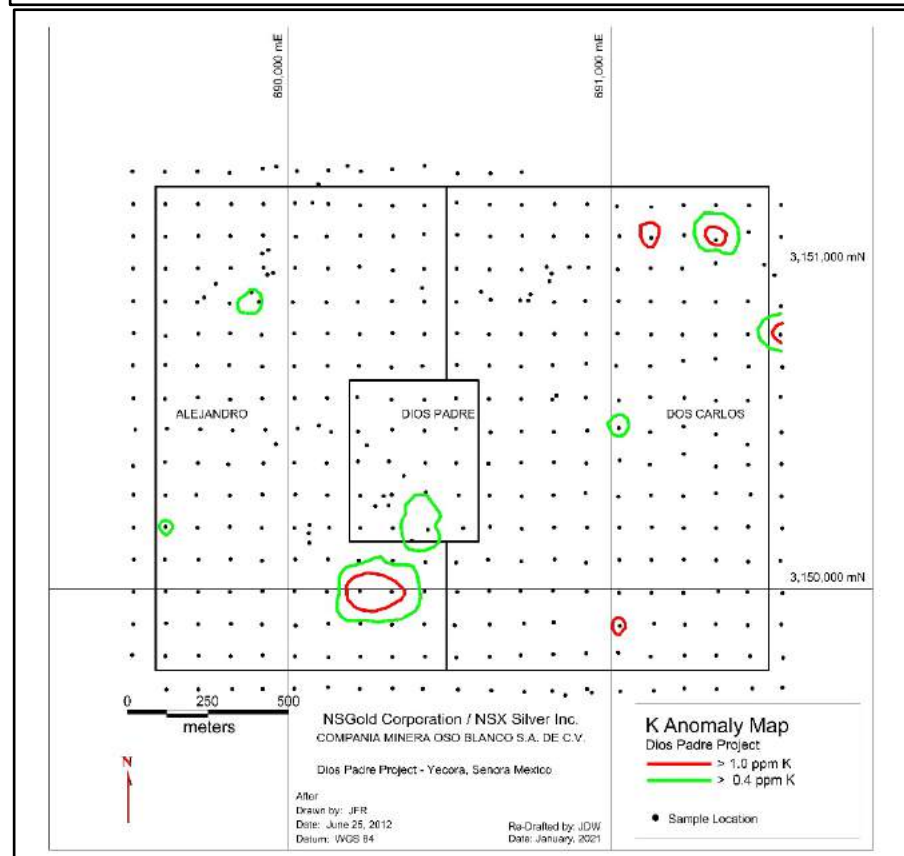 690,000 mE
691,000 mE
3,151,000 mN
ALEJANDRO
DIOS PADRE
DOS CARLOS
3,150,000 mN
0 250 500
meters
N
NSGold Corporation / NSX Silver Inc.
COMPANIA MINERA OSO BLANCO S.A. DE C.V.
Dios Padre Project - Yecora, Senora Mexico
After
Drawn by: JFR
Date: June 25, 2012
Datum: WGS 84
Re-Drafted by: JDW
Date: January, 2021
K Anomaly Map
Dios Padre Project
> 1.0 ppm K
> 0.4 ppm K
Sample Location